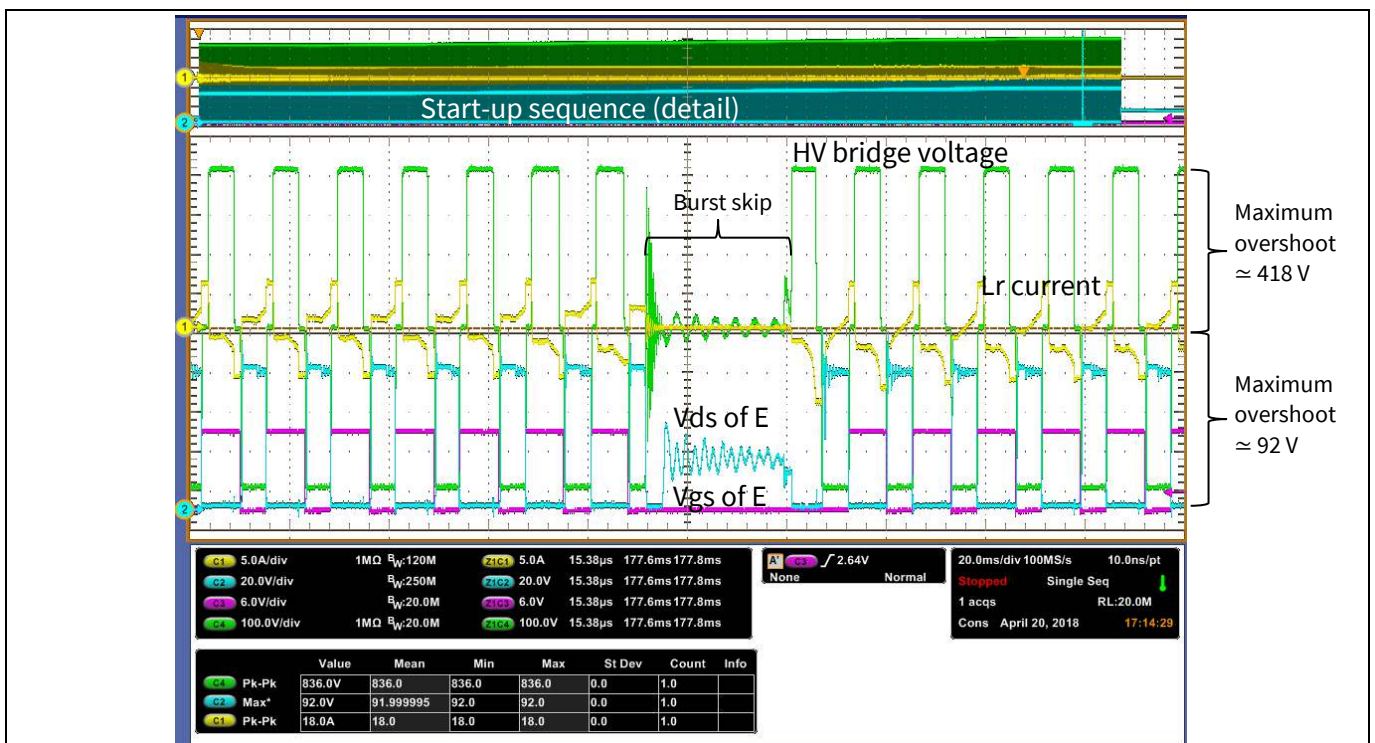 1
2
Start-up sequence (detail)
HV bridge voltage
Burst skip
Maximum
overshoot
≃ 418 V
Lr current
1
Maximum
overshoot
≃ 92 V
Vds of E
Vgs of E
2
C1 5.0A/div 1MΩ BW:120M Z1C1 5.0A 15.38µs 177.6ms 177.8ms
C2 20.0V/div BW:250M Z1C2 20.0V 15.38µs 177.6ms 177.8ms
C3 6.0V/div BW:20.0M Z1C3 6.0V 15.38µs 177.6ms 177.8ms
C4 100.0V/div 1MΩ BW:20.0M Z1C4 100.0V 15.38µs 177.6ms 177.8ms
A' C3 2.64V
None Normal
20.0ms/div 100MS/s 10.0ns/pt
Stopped Single Seq
1 acqs RL:20.0M
Cons April 20, 2018 17:14:29
Value Mean Min Max St Dev Count Info
C4 Pk-Pk 836.0V 836.0 836.0 836.0 0.0 1.0
C2 Max* 92.0V 91.999995 92.0 92.0 0.0 1.0
C1 Pk-Pk 18.0A 18.0 18.0 18.0 0.0 1.0